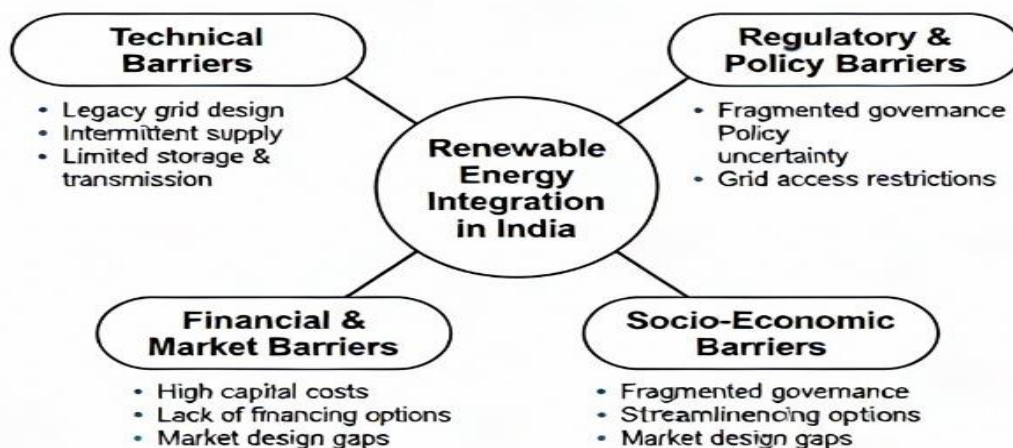 Technical
Barriers
• Legacy grid design
• Intermittent supply
• Limited storage &
transmission
Regulatory &
Policy Barriers
• Fragmented governance
Policy
uncertainty
• Grid access restrictions
Renewable
Energy
Integration
in India
Financial &
Market Barriers
• High capital costs
• Lack of financing options
• Market design gaps
Socio-Economic
Barriers
• Fragmented governance
• Streamlinencing options
• Market design gaps